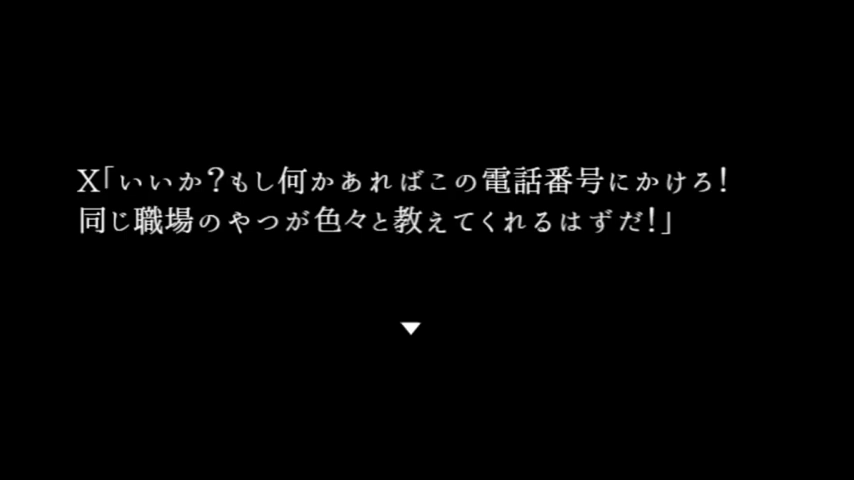 X「いいか？もし何かあればこの電話番号にかけろ！
同じ職場のやつが色々と教えてくれるはずだ！」